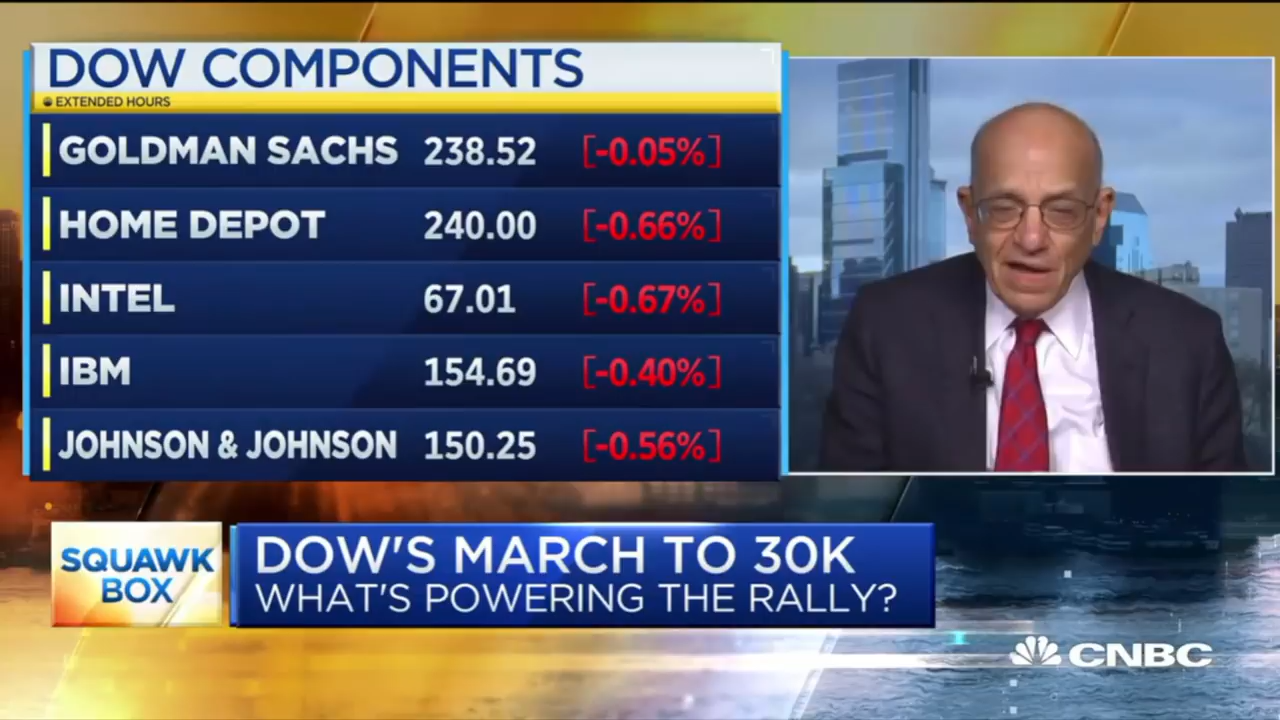 DOW COMPONENTS
EXTENDED HOURS
GOLDMAN SACHS 238.52 [-0.05%]
HOME DEPOT 240.00 [-0.66%]
INTEL 67.01 [-0.67%]
IBM 154.69 [-0.40%]
JOHNSON & JOHNSON 150.25 [-0.56%]
SQUAWK
BOX
DOW'S MARCH TO 30K
WHAT'S POWERING THE RALLY?
CNBC